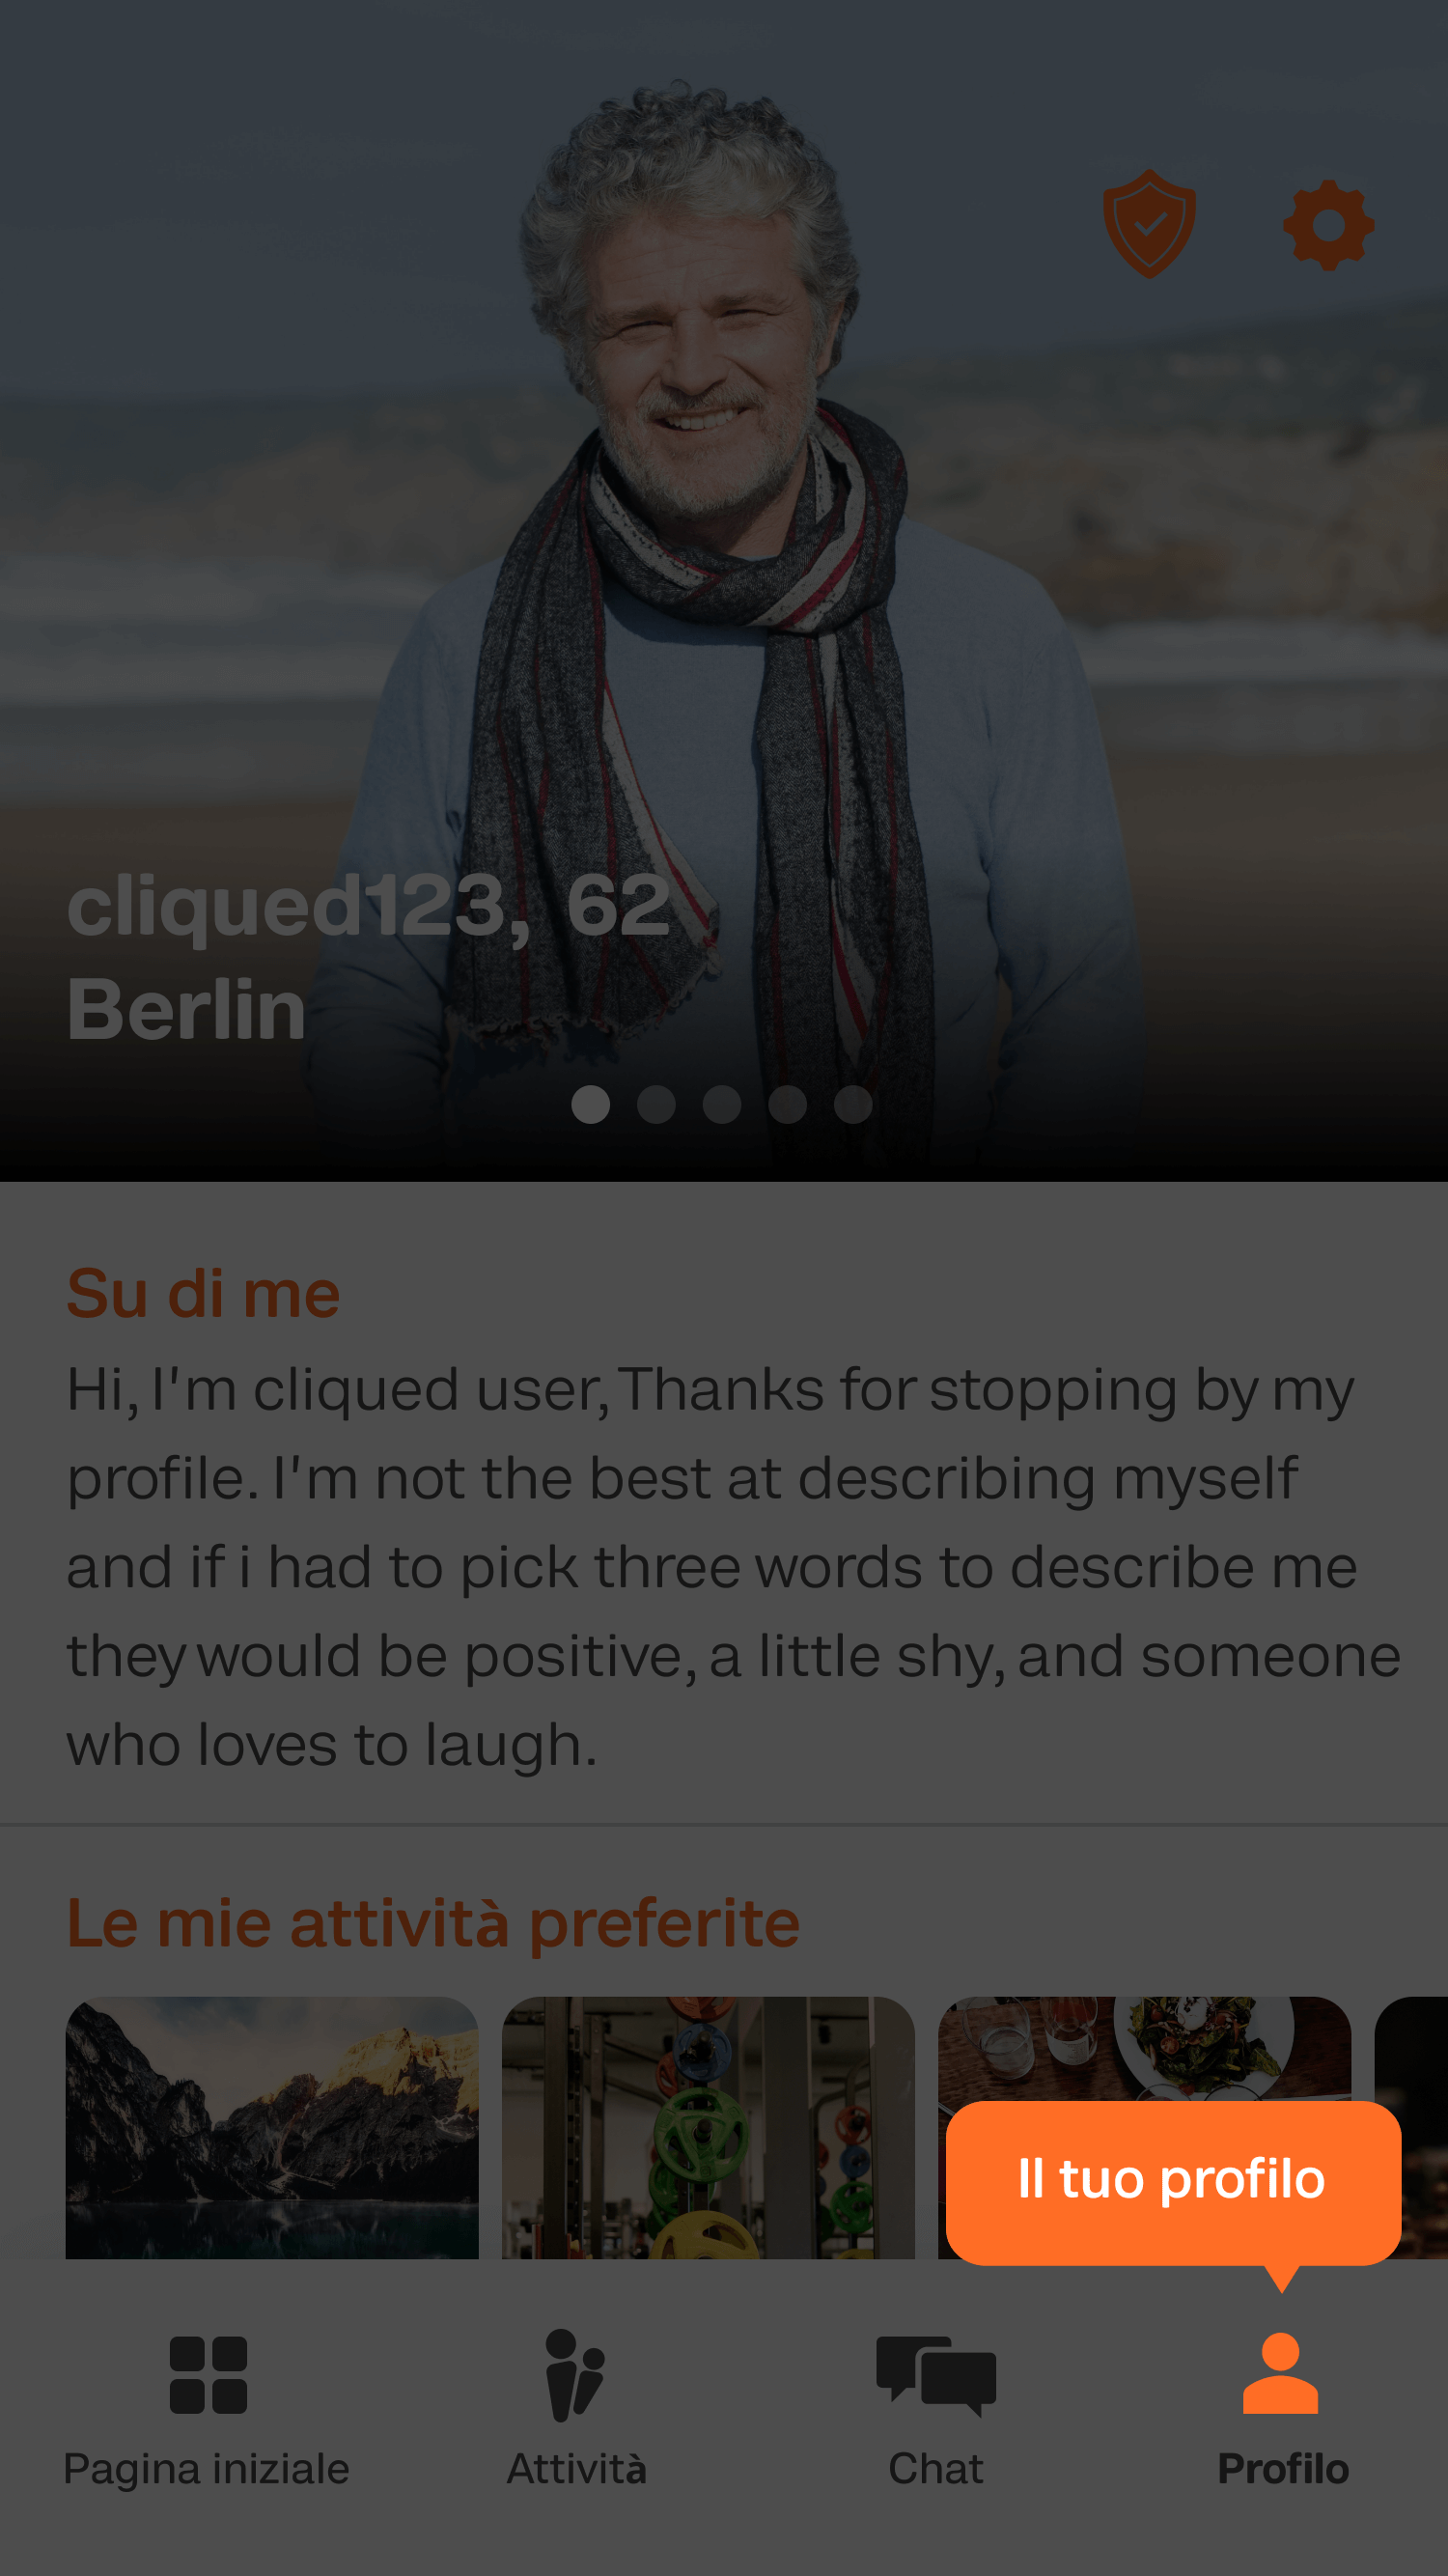 cliqued123, 62
Berlin
Su di me
Hi, I'm cliqued user, Thanks for stopping by my
profile. I'm not the best at describing myself
and if i had to pick three words to describe me
they would be positive, a little shy, and someone
who loves to laugh.
Le mie attività preferite
Il tuo profilo
Pagina iniziale
Attività
Chat
Profilo